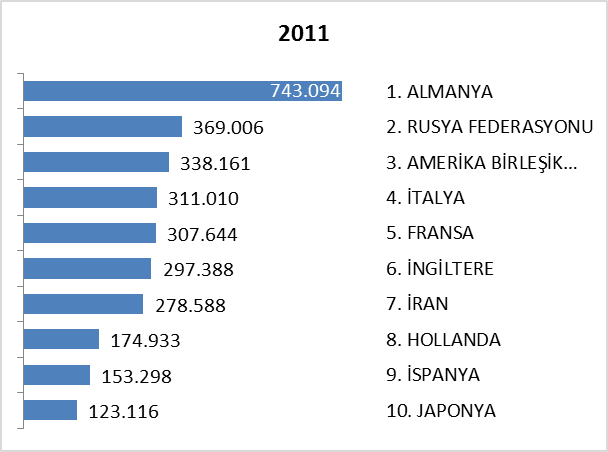 2011
743.094 1. ALMANYA
369.006 2. RUSYA FEDERASYONU
338.161 3. AMERİKA BİRLEŞİK...
311.010 4. İTALYA
307.644 5. FRANSA
297.388 6. İNGİLTERE
278.588 7. İRAN
174.933 8. HOLLANDA
153.298 9. İSPANYA
123.116 10. JAPONYA